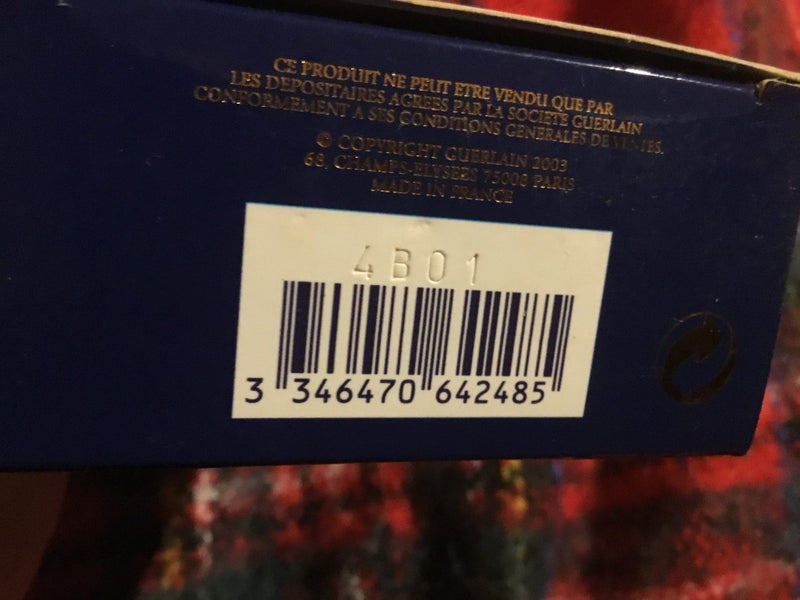 CE PRODUIT NE PEUT ETRE VENDU QUE PAR
LES DEPOSITAIRES AGREES PAR LA SOCIETE GUERLAIN
CONFORMEMENT A SES CONDITIONS GENERALES DE VENTES.
© COPYRIGHT GUERLAIN 2003
68, CHAMPS-ELYSEES 75008 PARIS
MADE IN FRANCE
4B01
3 346470 642485